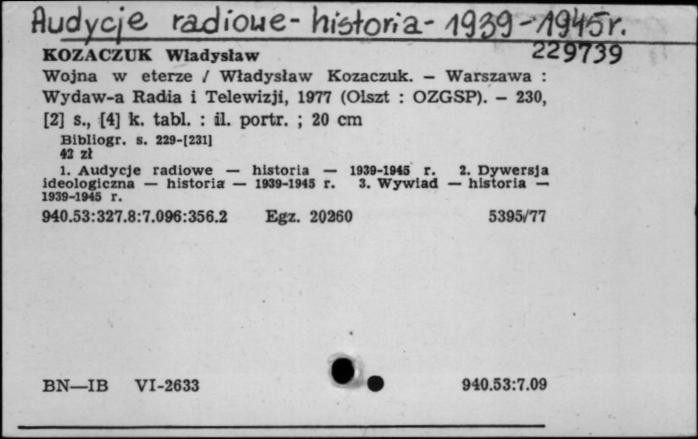 Audycje radiowe - historia - 1939-1945 r.
229739
KOZACZUK Władysław
Wojna w eterze / Władysław Kozaczuk. — Warszawa :
Wydaw-a Radia i Telewizji, 1977 (Olszt : OZGSP). — 230,
[2] s., [4] k. tabl. : il. portr. ; 20 cm
Bibliogr. s. 229-[231]
42 zł
1. Audycje radiowe — historia — 1939-1945 r. 2. Dywersja
ideologiczna — historia — 1939-1945 r. 3. Wywiad — historia —
1939-1945 r.
940.53:327.8:7.096:356.2 Egz. 20260 5395/77
BN—IB VI-2633 940.53:7.09